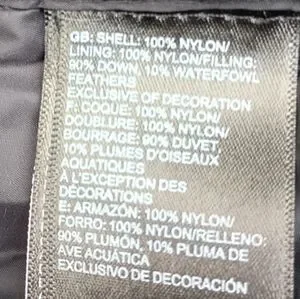 GB: SHELL: 100% NYLON/
LINING: 100% NYLON/FILLING:
90% DOWN, 10% WATERFOWL
FEATHERS
EXCLUSIVE OF DECORATION
F: COQUE: 100% NYLON/
DOUBLURE: 100% NYLON/
BOURRAGE: 90% DUVET,
10% PLUMES D'OISEAUX
AQUATIQUES
À L'EXCEPTION DES
DÉCORATIONS
E: ARMAZÓN: 100% NYLON/
FORRO: 100% NYLON/RELLENO:
90% PLUMÓN, 10% PLUMA DE
AVE ACUÁTICA
EXCLUSIVO DE DECORACIÓN